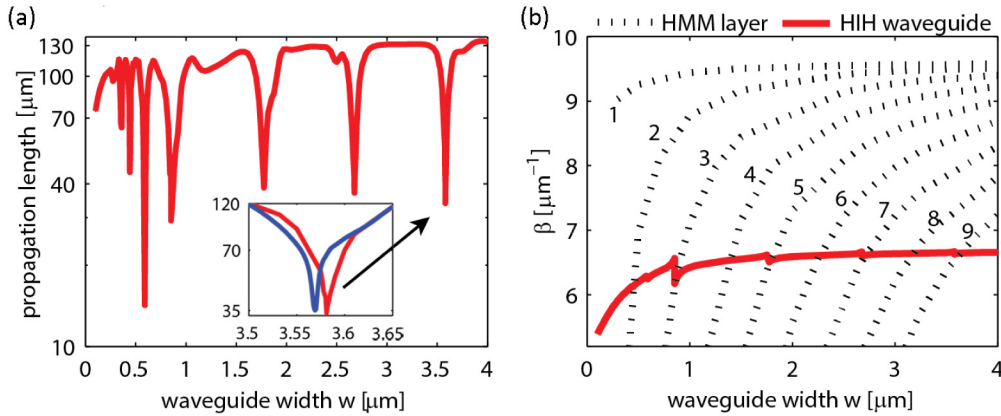 (a)
propagation length [μm]
130
100
70
40
10
0 0.5 1 1.5 2 2.5 3 3.5 4
waveguide width w [μm]
120
70
35
3.5 3.55 3.6 3.65
(b)
HMM layer HIH waveguide
β [μm⁻¹]
10
9
8
7
6
1
2
3
4
5
6
7
8
9
0 1 2 3 4
waveguide width w [μm]